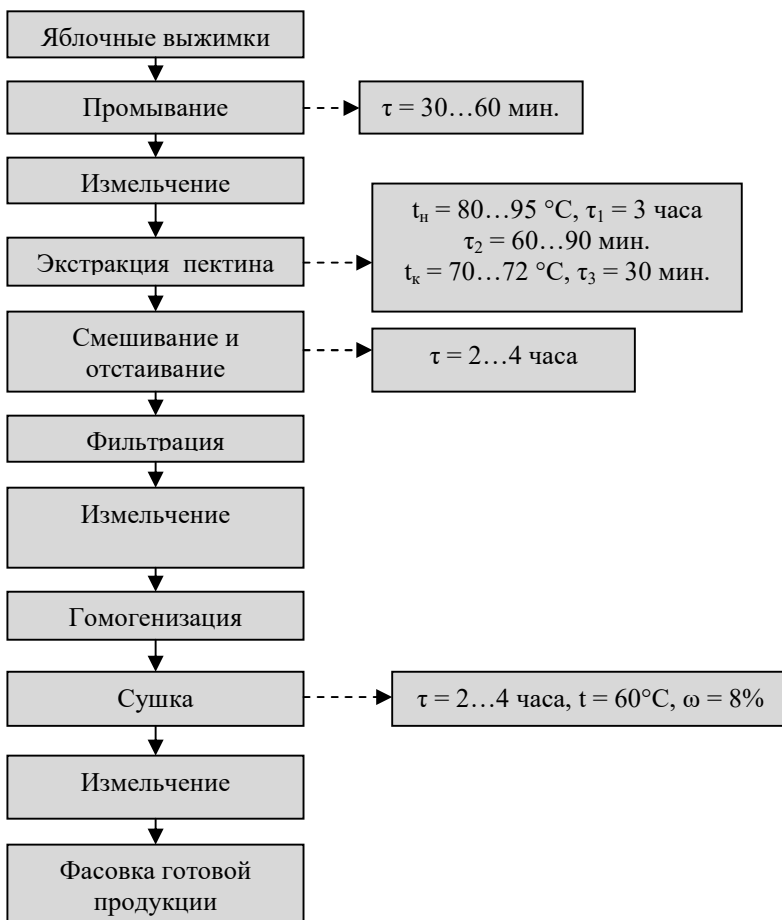 Яблочные выжимки
Промывание
τ = 30…60 мин.
Измельчение
tн = 80…95 °C, τ1 = 3 часа
τ2 = 60…90 мин.
tк = 70…72 °C, τ3 = 30 мин.
Экстракция пектина
Смешивание и
отстаивание
τ = 2…4 часа
Фильтрация
Измельчение
Гомогенизация
Сушка
τ = 2…4 часа, t = 60°C, ω = 8%
Измельчение
Фасовка готовой
продукции